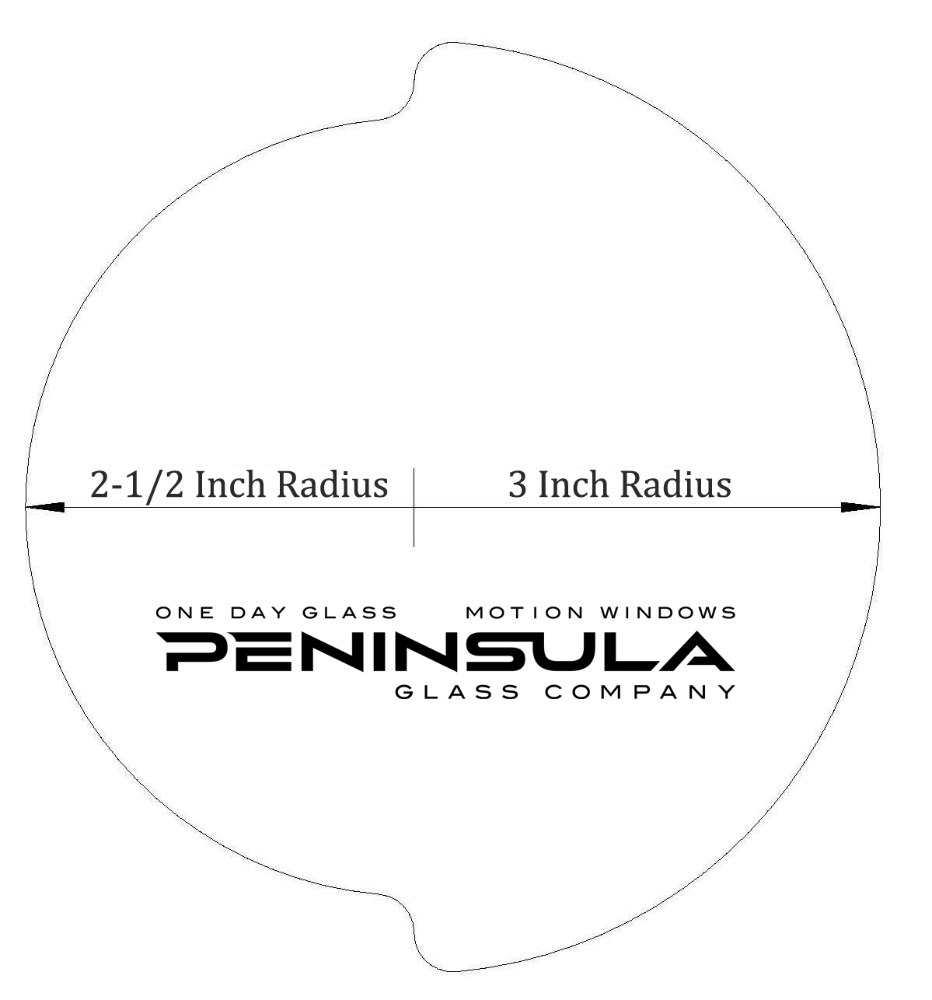 2-1/2 Inch Radius 3 Inch Radius
ONE DAY GLASS MOTION WINDOWS
PENINSULA
GLASS COMPANY